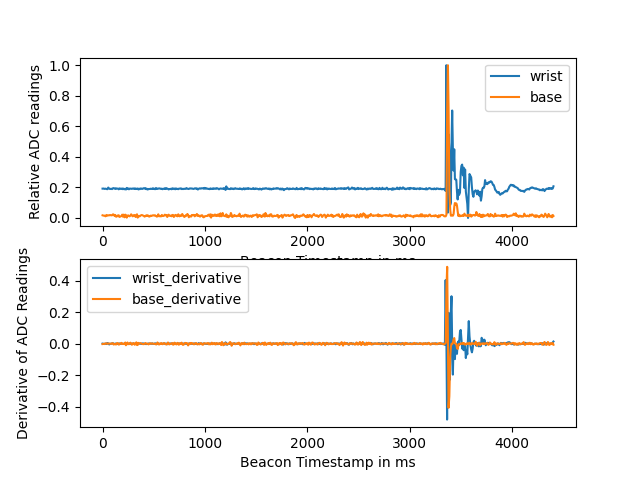 Relative ADC readings
1.0
0.8
0.6
0.4
0.2
0.0
wrist
base
0
1000
2000
3000
4000
Beacon Timestamp in ms
Derivative of ADC Readings
0.4
0.2
0.0
−0.2
−0.4
wrist_derivative
base_derivative
0
1000
2000
3000
4000
Beacon Timestamp in ms